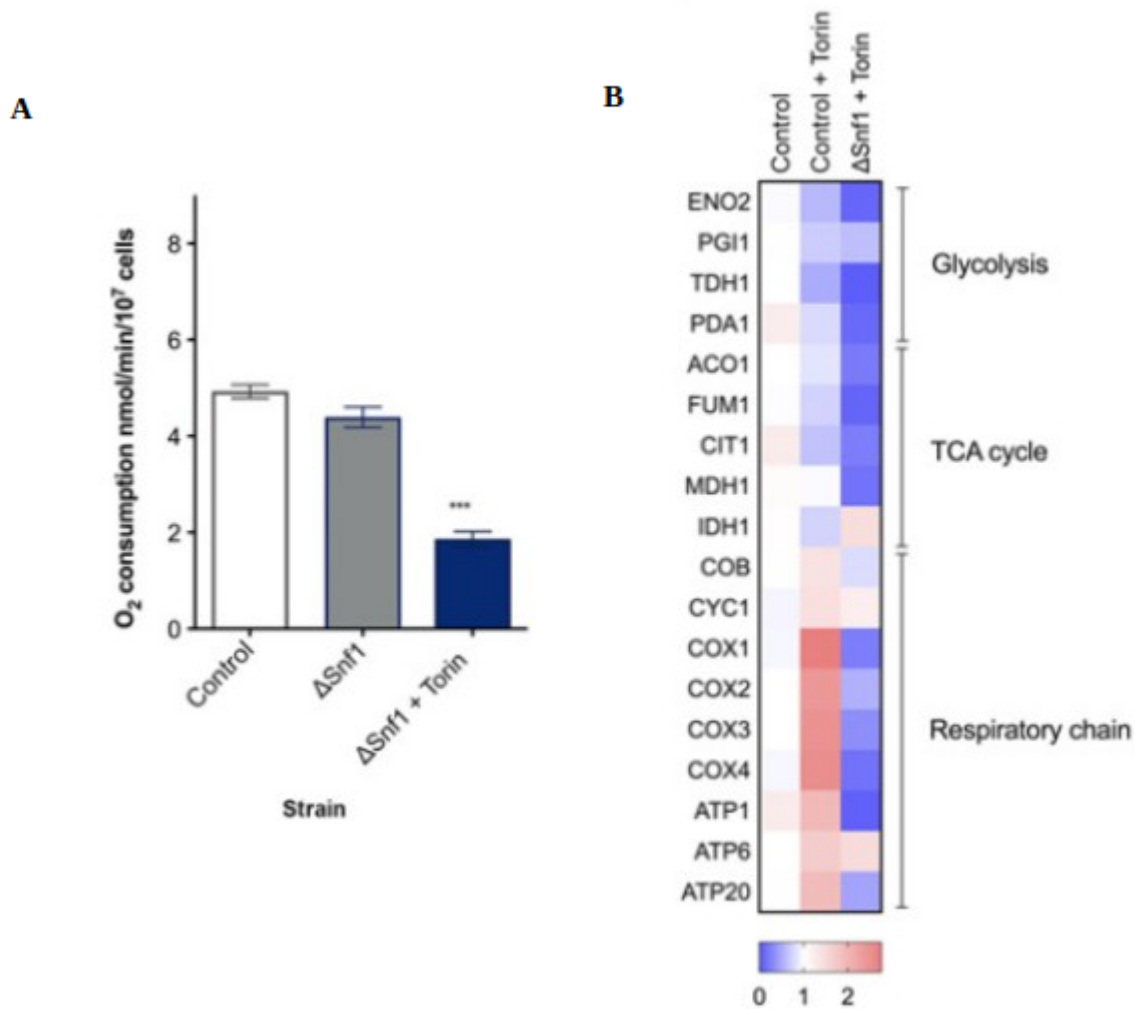 A
8
6
4
2
0
O2 consumption nmol/min/10⁷ cells
Control
ΔSnf1
ΔSnf1 + Torin
***
Strain
B
Control
Control + Torin
ΔSnf1 + Torin
ENO2
PGI1
TDH1
PDA1
Glycolysis
ACO1
FUM1
CIT1
MDH1
IDH1
TCA cycle
COB
CYC1
COX1
COX2
COX3
COX4
ATP1
ATP6
ATP20
Respiratory chain
0 1 2